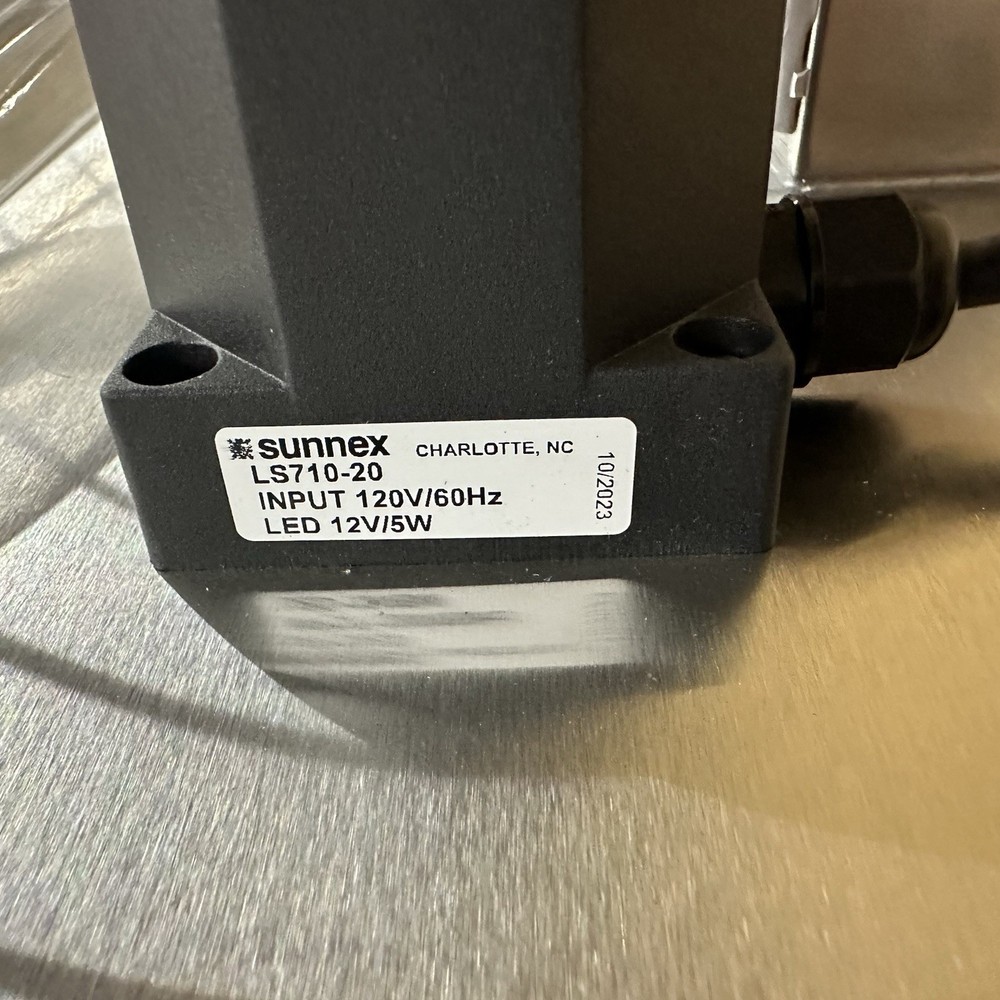 sunnex CHARLOTTE, NC
LS710-20
INPUT 120V/60Hz
LED 12V/5W
10/2023